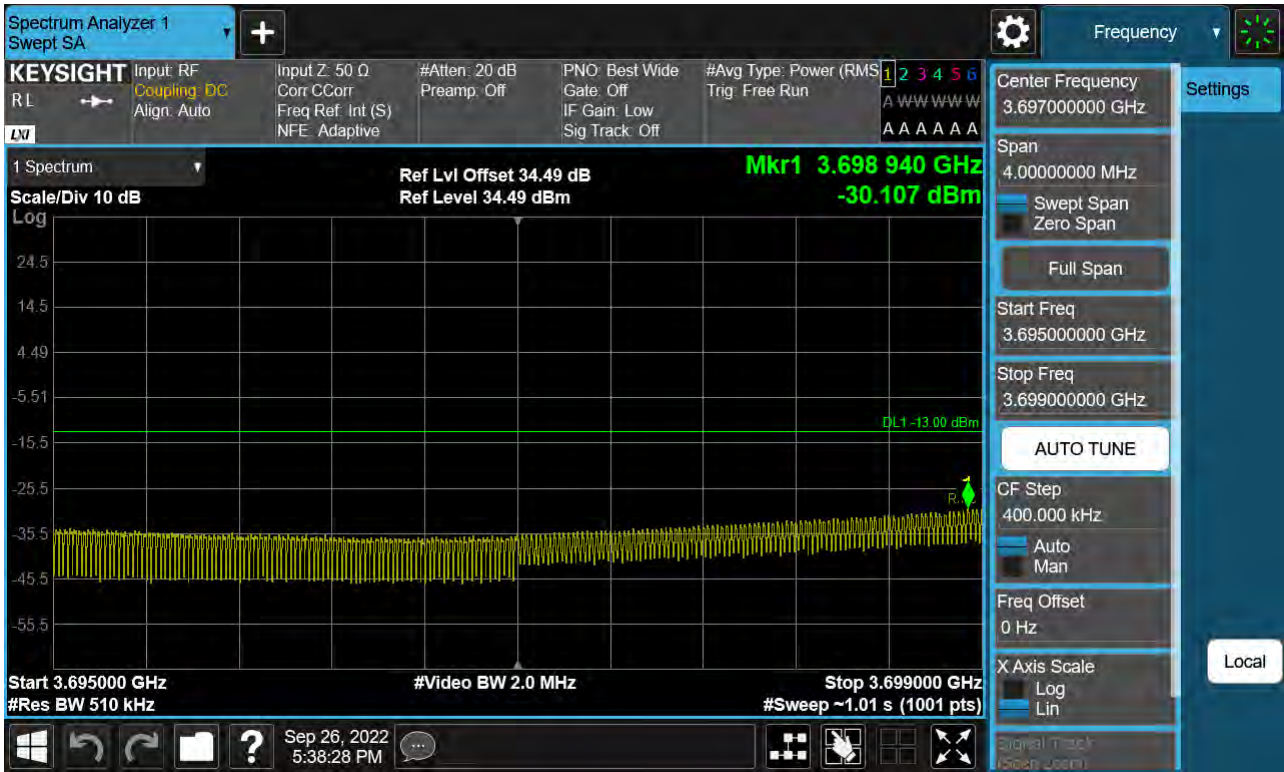 Spectrum Analyzer 1
Swept SA
Frequency
KEYSIGHT
RL
LXI
Input: RF
Coupling: DC
Align: Auto
Input Z: 50 Ω
Corr CCorr
Freq Ref: Int (S)
NFE: Adaptive
#Atten: 20 dB
Preamp: Off
PNO: Best Wide
Gate: Off
IF Gain: Low
Sig Track: Off
#Avg Type: Power (RMS
Trig: Free Run
1 2 3 4 5 6
A W W W W W
A A A A A A
1 Spectrum
Scale/Div 10 dB
Log
Ref Lvl Offset 34.49 dB
Ref Level 34.49 dBm
Mkr1 3.698 940 GHz
-30.107 dBm
24.5
14.5
4.49
-5.51
-15.5
-25.5
-35.5
-45.5
-55.5
DL1 -13.00 dBm
1
Start 3.695000 GHz
#Res BW 510 kHz
#Video BW 2.0 MHz
Stop 3.699000 GHz
#Sweep ~1.01 s (1001 pts)
Center Frequency
3.697000000 GHz
Span
4.00000000 MHz
Swept Span
Zero Span
Full Span
Start Freq
3.695000000 GHz
Stop Freq
3.699000000 GHz
AUTO TUNE
CF Step
400.000 kHz
Auto
Man
Freq Offset
0 Hz
X Axis Scale
Log
Lin
Signal Track
(Span Zoom)
Settings
Local
?
Sep 26, 2022
5:38:28 PM